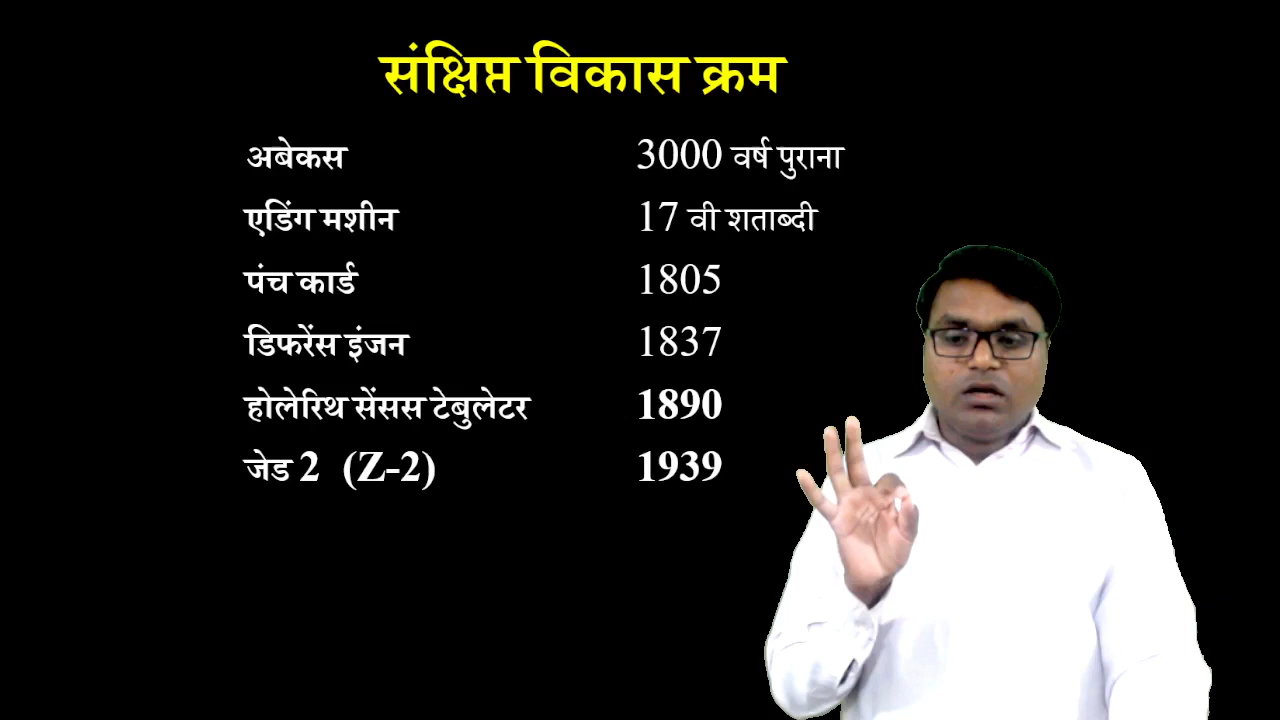 संक्षिप्त विकास क्रम
अबेकस 3000 वर्ष पुराना
एडिंग मशीन 17 वी शताब्दी
पंच कार्ड 1805
डिफरेंस इंजन 1837
होलेरिथ सेंसस टेबुलेटर 1890
जेड 2 (Z-2) 1939